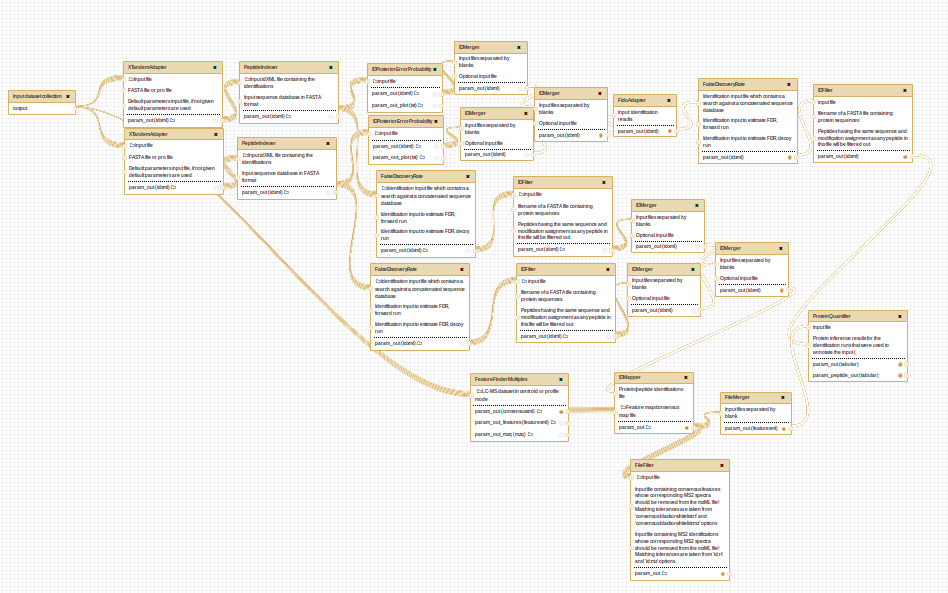 Input dataset collection
output
XTandemAdapter
input file
FASTA file or pro file
Default parameters input file, if not given
default parameters are used
param_out (idxml)
XTandemAdapter
input file
FASTA file or pro file
Default parameters input file, if not given
default parameters are used
param_out (idxml)
PeptideIndexer
Input idXML file containing the
identifications
Input sequence database in FASTA
format
param_out (idxml)
PeptideIndexer
Input idXML file containing the
identifications
Input sequence database in FASTA
format
param_out (idxml)
IDPosteriorErrorProbability
input file
param_out (idxml)
param_out_plot (txt)
IDPosteriorErrorProbability
input file
param_out (idxml)
param_out_plot (txt)
IDMerger
Input files separated by
blanks
Optional input file
param_out (idxml)
IDMerger
Input files separated by
blanks
Optional input file
param_out (idxml)
IDMerger
Input files separated by
blanks
Optional input file
param_out (idxml)
FidoAdapter
Input: identification
results
param_out (idxml)
FalseDiscoveryRate
Identification input file which contains a
search against a concatenated sequence
database
Identification input to estimate FDR,
forward run
Identification input to estimate FDR, decoy
run
param_out (idxml)
IDFilter
input file
filename of a FASTA file containing
protein sequences
Peptides having the same sequence and
modification assignment as any peptide in
this file will be filtered out
param_out (idxml)
FalseDiscoveryRate
Identification input file which contains a
search against a concatenated sequence
database
Identification input to estimate FDR,
forward run
Identification input to estimate FDR, decoy
run
param_out (idxml)
IDFilter
input file
filename of a FASTA file containing
protein sequences
Peptides having the same sequence and
modification assignment as any peptide in
this file will be filtered out
param_out (idxml)
IDMerger
Input files separated by
blanks
Optional input file
param_out (idxml)
IDMerger
Input files separated by
blanks
Optional input file
param_out (idxml)
FalseDiscoveryRate
Identification input file which contains a
search against a concatenated sequence
database
Identification input to estimate FDR,
forward run
Identification input to estimate FDR, decoy
run
param_out (idxml)
IDFilter
input file
filename of a FASTA file containing
protein sequences
Peptides having the same sequence and
modification assignment as any peptide in
this file will be filtered out
param_out (idxml)
IDMerger
Input files separated by
blanks
Optional input file
param_out (idxml)
ProteinQuantifier
Input file
Protein inference results for the
identification runs that were used to
annotate the input (
param_out (tabular)
param_peptide_out (tabular)
FeatureFinderMultiplex
LC-MS dataset in centroid or profile
mode
param_out (consensusxml)
param_out_features (featurexml)
param_out_mzq (mzq)
IDMapper
Protein/peptide identifications
file
Feature map/consensus
map file
param_out
FileMerger
Input files separated by
blank
param_out (featurexml)
FileFilter
Input file
Input file containing consensus features
whose corresponding MS2 spectra
should be removed from the mzML file!
Matching tolerances are taken from
'consensus:blackorwhitelist:rt' and
'consensus:blackorwhitelist:mz' options
Input file containing MS2 identifications
whose corresponding MS2 spectra
should be removed from the mzML file!
Matching tolerances are taken from 'id:rt'
and 'id:mz' options
param_out